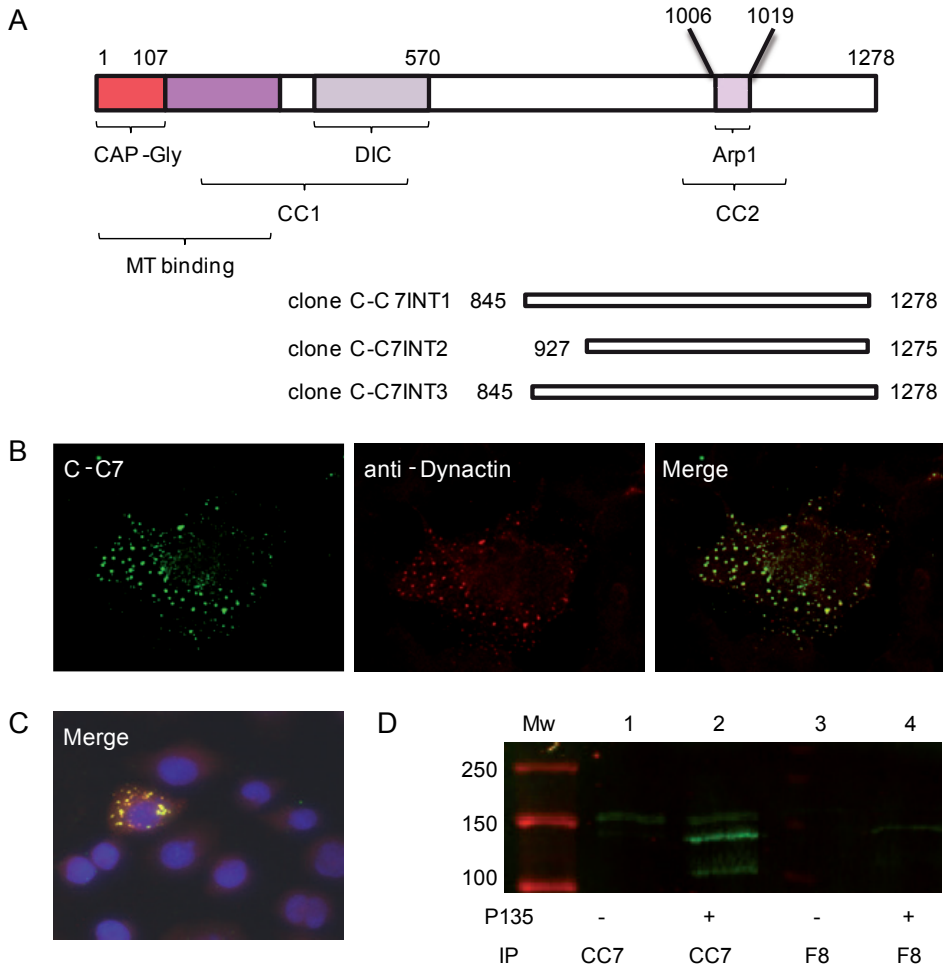 A
1006 1019
1 107 570 1278
CAP-Gly DIC Arp1
CC1 CC2
MT binding
clone C-C7INT1 845 1278
clone C-C7INT2 927 1275
clone C-C7INT3 845 1278
B
C-C7 anti-Dynactin Merge
C D
Merge
Mw 1 2 3 4
250
150
100
P135 - + - +
IP CC7 CC7 F8 F8